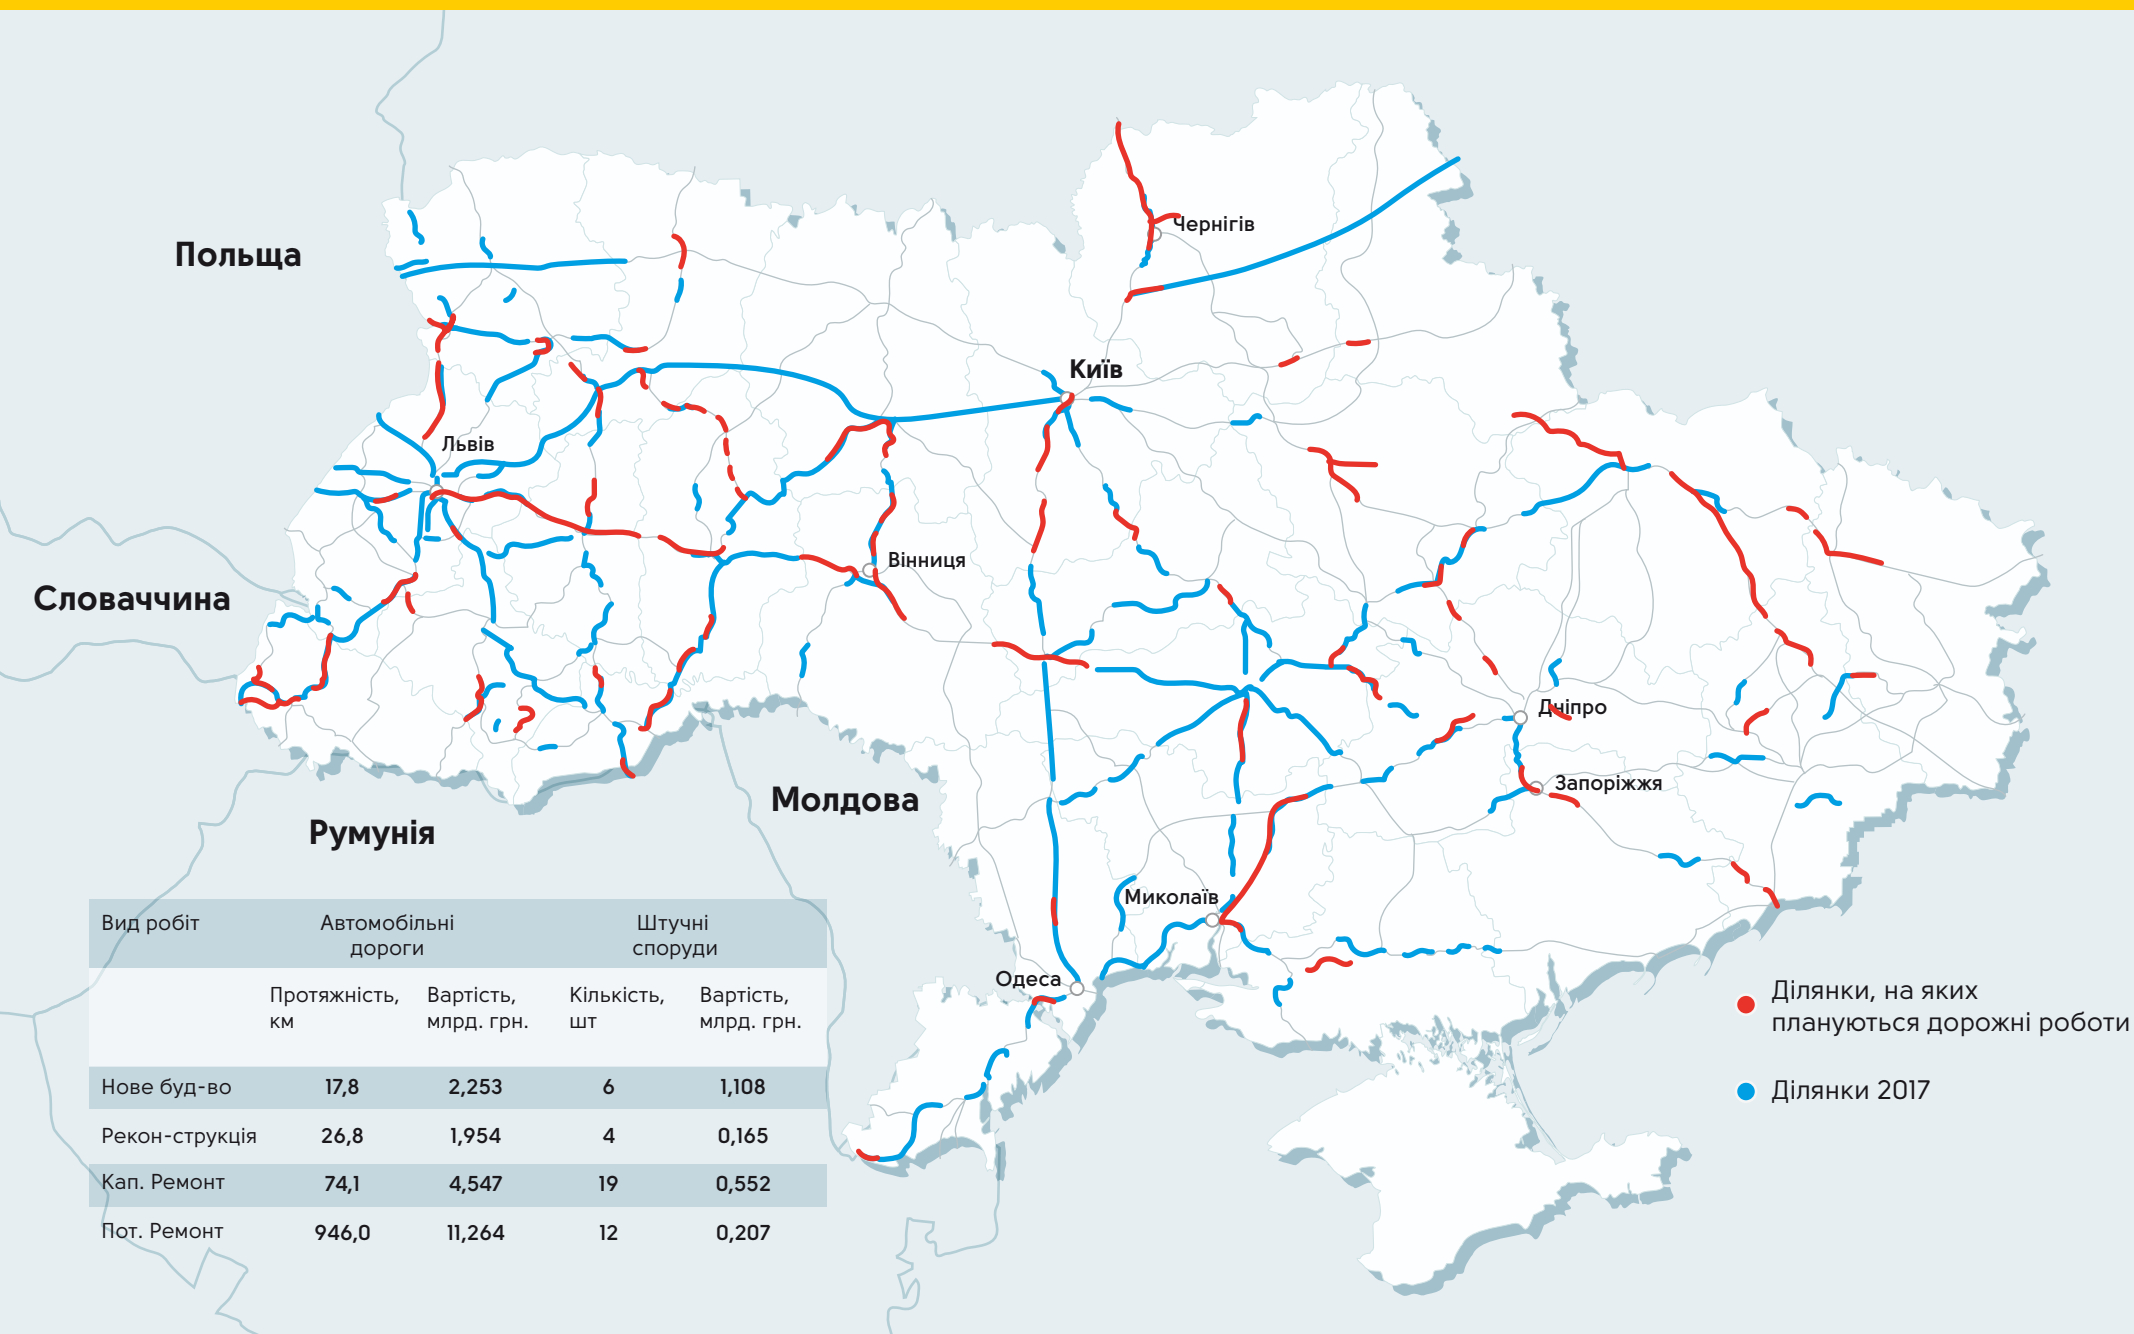 Чернігів
Польща
Київ
Львів
Вінниця
Словаччина
Дніпро
Запоріжжя
Молдова
Румунія
Миколаїв
Одеса
Вид робіт
Автомобільні
дороги
Штучні
споруди
Протяжність,
км
Вартість,
млрд. грн.
Кількість,
шт
Вартість,
млрд. грн.
Нове буд-во 17,8 2,253 6 1,108
Рекон-струкція 26,8 1,954 4 0,165
Кап. Ремонт 74,1 4,547 19 0,552
Пот. Ремонт 946,0 11,264 12 0,207
Ділянки, на яких
плануються дорожні роботи
Ділянки 2017